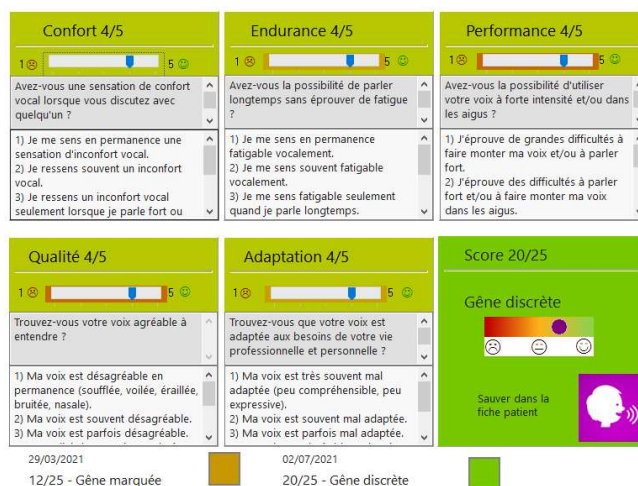 Confort 4/5
1 5
Avez-vous une sensation de confort
vocal lorsque vous discutez avec
quelqu'un ?
1) Je me sens en permanence une
sensation d'inconfort vocal.
2) Je ressens souvent un inconfort
vocal.
3) Je ressens un inconfort vocal
seulement lorsque je parle fort ou
Endurance 4/5
1 5
Avez-vous la possibilité de parler
longtemps sans éprouver de fatigue
?
1) Je me sens en permanence
fatigable vocalement.
2) Je me sens souvent fatigable
vocalement.
3) Je me sens fatigable seulement
quand je parle longtemps.
Performance 4/5
1 5
Avez-vous la possibilité d'utiliser
votre voix à forte intensité et/ou dans
les aigus ?
1) J'éprouve de grandes difficultés à
faire monter ma voix et/ou à parler
fort.
2) J'éprouve des difficultés à parler
fort et/ou à faire monter ma voix
dans les aigus.
Qualité 4/5
1 5
Trouvez-vous votre voix agréable à
entendre ?
1) Ma voix est désagréable en
permanence (soufflée, voilée, éraillée,
bruitée, nasale).
2) Ma voix est souvent désagréable.
3) Ma voix est parfois désagréable.
Adaptation 4/5
1 5
Trouvez-vous que votre voix est
adaptée aux besoins de votre vie
professionnelle et personnelle ?
1) Ma voix est très souvent mal
adaptée (peu compréhensible, peu
expressive).
2) Ma voix est souvent mal adaptée.
3) Ma voix est parfois mal adaptée.
Score 20/25
Gêne discrète
Sauver dans la
fiche patient
29/03/2021
12/25 - Gêne marquée
02/07/2021
20/25 - Gêne discrète